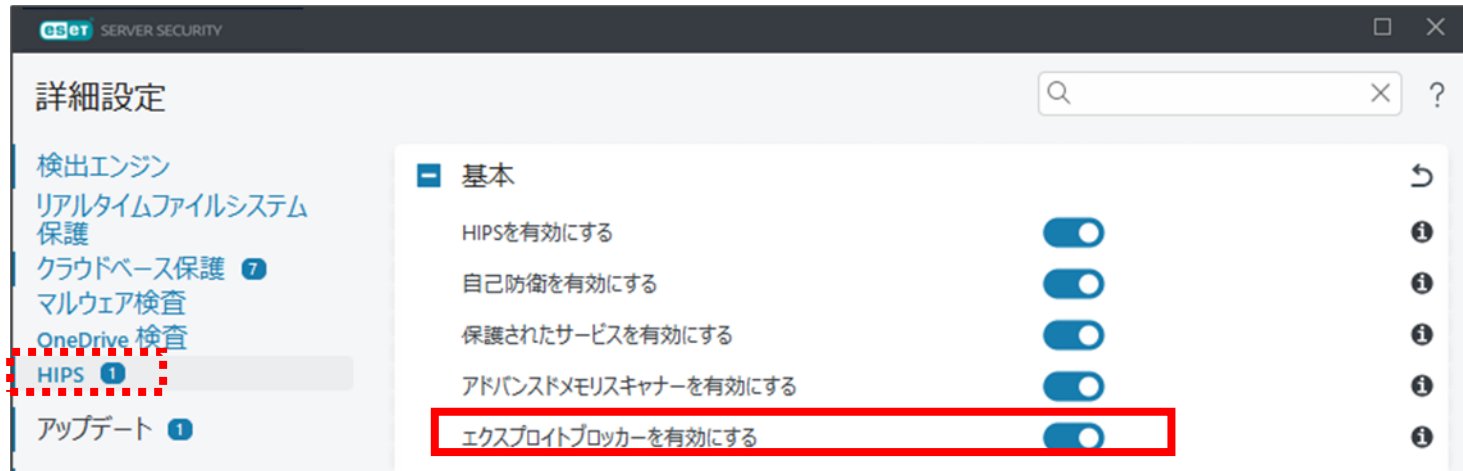 eset SERVER SECURITY
詳細設定
?
検出エンジン
リアルタイムファイルシステム
保護
クラウドベース保護 7
マルウェア検査
OneDrive 検査
HIPS 1
アップデート 1
基本
HIPSを有効にする
自己防衛を有効にする
保護されたサービスを有効にする
アドバンスドメモリスキャナーを有効にする
エクスプロイトブロッカーを有効にする